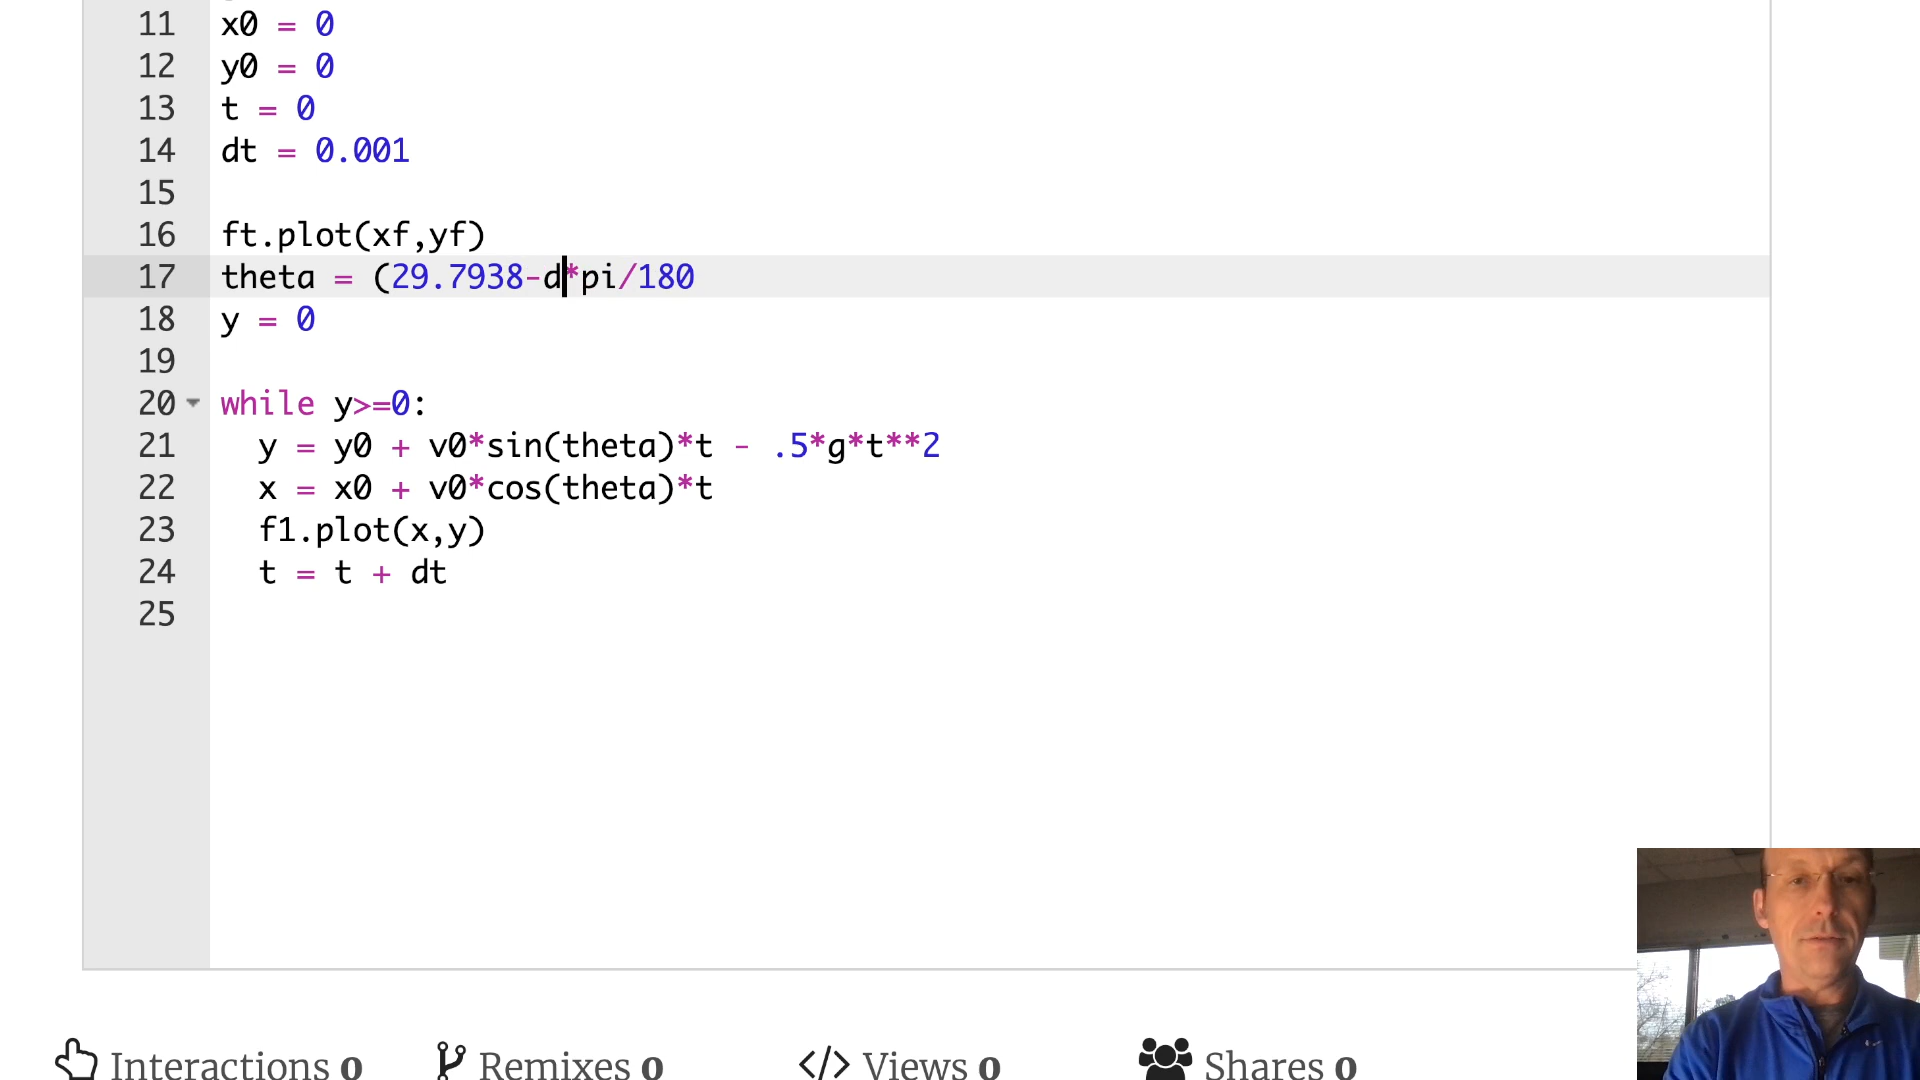 11 x0 = 0
12 y0 = 0
13 t = 0
14 dt = 0.001
15
16 ft.plot(xf,yf)
17 theta = (29.7938-d*pi/180
18 y = 0
19
20 while y>=0:
21 y = y0 + v0*sin(theta)*t - .5*g*t**2
22 x = x0 + v0*cos(theta)*t
23 f1.plot(x,y)
24 t = t + dt
25
Interactions 0 Remixes 0 </> Views 0 Shares 0